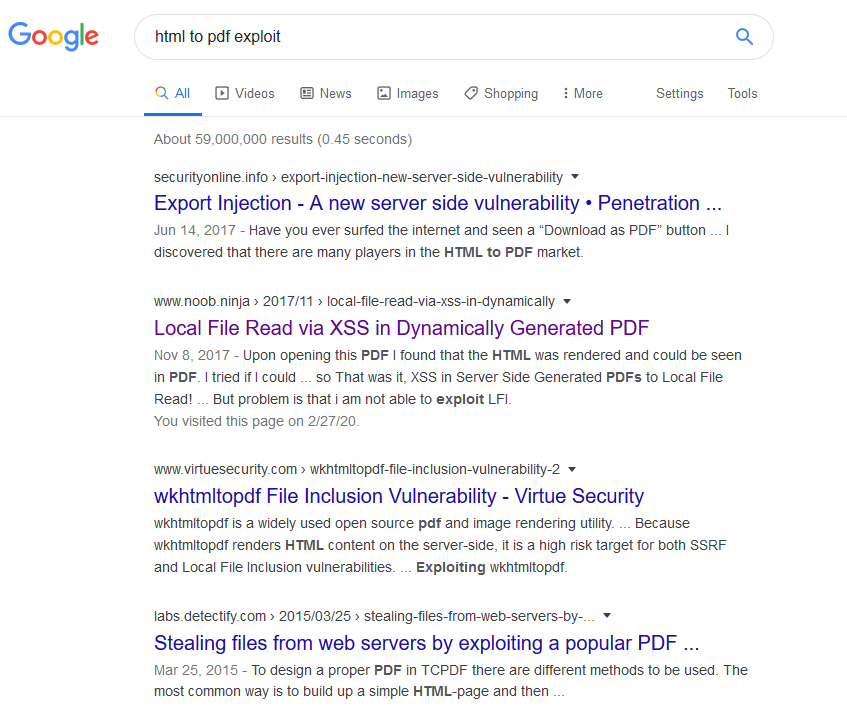 Google
html to pdf exploit
All Videos News Images Shopping More Settings Tools
About 59,000,000 results (0.45 seconds)
securityonline.info › export-injection-new-server-side-vulnerability
Export Injection - A new server side vulnerability • Penetration ...
Jun 14, 2017 - Have you ever surfed the internet and seen a “Download as PDF” button ... I
discovered that there are many players in the HTML to PDF market.
www.noob.ninja › 2017/11 › local-file-read-via-xss-in-dynamically
Local File Read via XSS in Dynamically Generated PDF
Nov 8, 2017 - Upon opening this PDF I found that the HTML was rendered and could be seen
in PDF. I tried if I could ... so That was it, XSS in Server Side Generated PDFs to Local File
Read! ... But problem is that i am not able to exploit LFI.
You visited this page on 2/27/20.
www.virtuesecurity.com › wkhtmltopdf-file-inclusion-vulnerability-2
wkhtmltopdf File Inclusion Vulnerability - Virtue Security
wkhtmltopdf is a widely used open source pdf and image rendering utility. ... Because
wkhtmltopdf renders HTML content on the server-side, it is a high risk target for both SSRF
and Local File Inclusion vulnerabilities. ... Exploiting wkhtmltopdf.
labs.detectify.com › 2015/03/25 › stealing-files-from-web-servers-by-...
Stealing files from web servers by exploiting a popular PDF ...
Mar 25, 2015 - To design a proper PDF in TCPDF there are different methods to be used. The
most common way is to build up a simple HTML-page and then ...